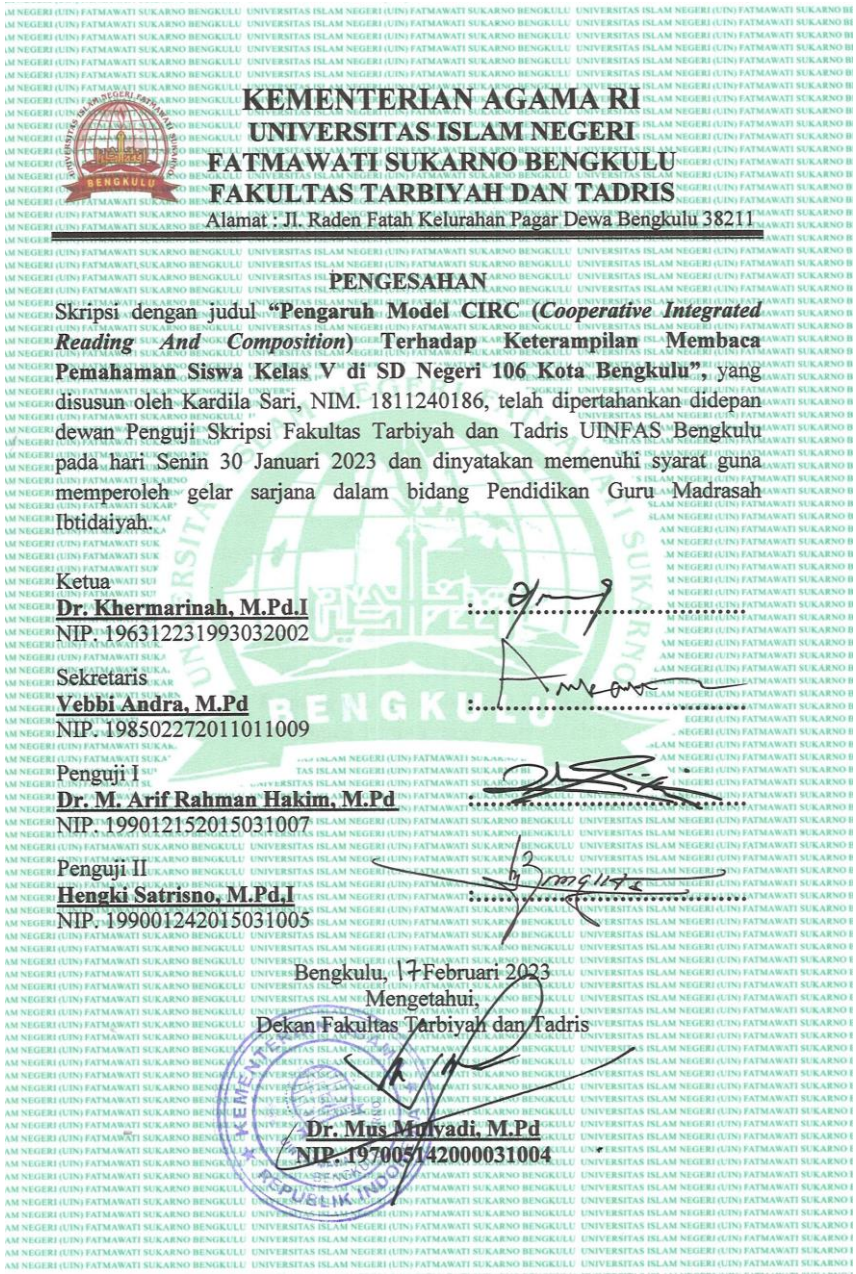 KEMENTERIAN AGAMA RI
UNIVERSITAS ISLAM NEGERI
FATMAWATI SUKARNO BENGKULU
FAKULTAS TARBIYAH DAN TADRIS
Alamat : Jl. Raden Fatah Kelurahan Pagar Dewa Bengkulu 38211
PENGESAHAN
Skripsi dengan judul “Pengaruh Model CIRC (Cooperative Integrated
Reading And Composition) Terhadap Keterampilan Membaca
Pemahaman Siswa Kelas V di SD Negeri 106 Kota Bengkulu”, yang
disusun oleh Kardila Sari, NIM. 1811240186, telah dipertahankan didepan
dewan Penguji Skripsi Fakultas Tarbiyah dan Tadris UINFAS Bengkulu
pada hari Senin 30 Januari 2023 dan dinyatakan memenuhi syarat guna
memperoleh gelar sarjana dalam bidang Pendidikan Guru Madrasah
Ibtidaiyah.
Ketua
Dr. Khermarinah, M.Pd.I
NIP. 196312231993032002
Sekretaris
Vebbi Andra, M.Pd
NIP. 198502272011011009
Penguji I
Dr. M. Arif Rahman Hakim, M.Pd
NIP. 199012152015031007
Penguji II
Hengki Satrisno, M.Pd,I
NIP. 199001242015031005
Bengkulu, 17 Februari 2023
Mengetahui,
Dekan Fakultas Tarbiyah dan Tadris
Dr. Mus Mulyadi, M.Pd
NIP. 197005142000031004
KEMENTERIAN AGAMA
REPUBLIK INDONESIA
BENGKULU